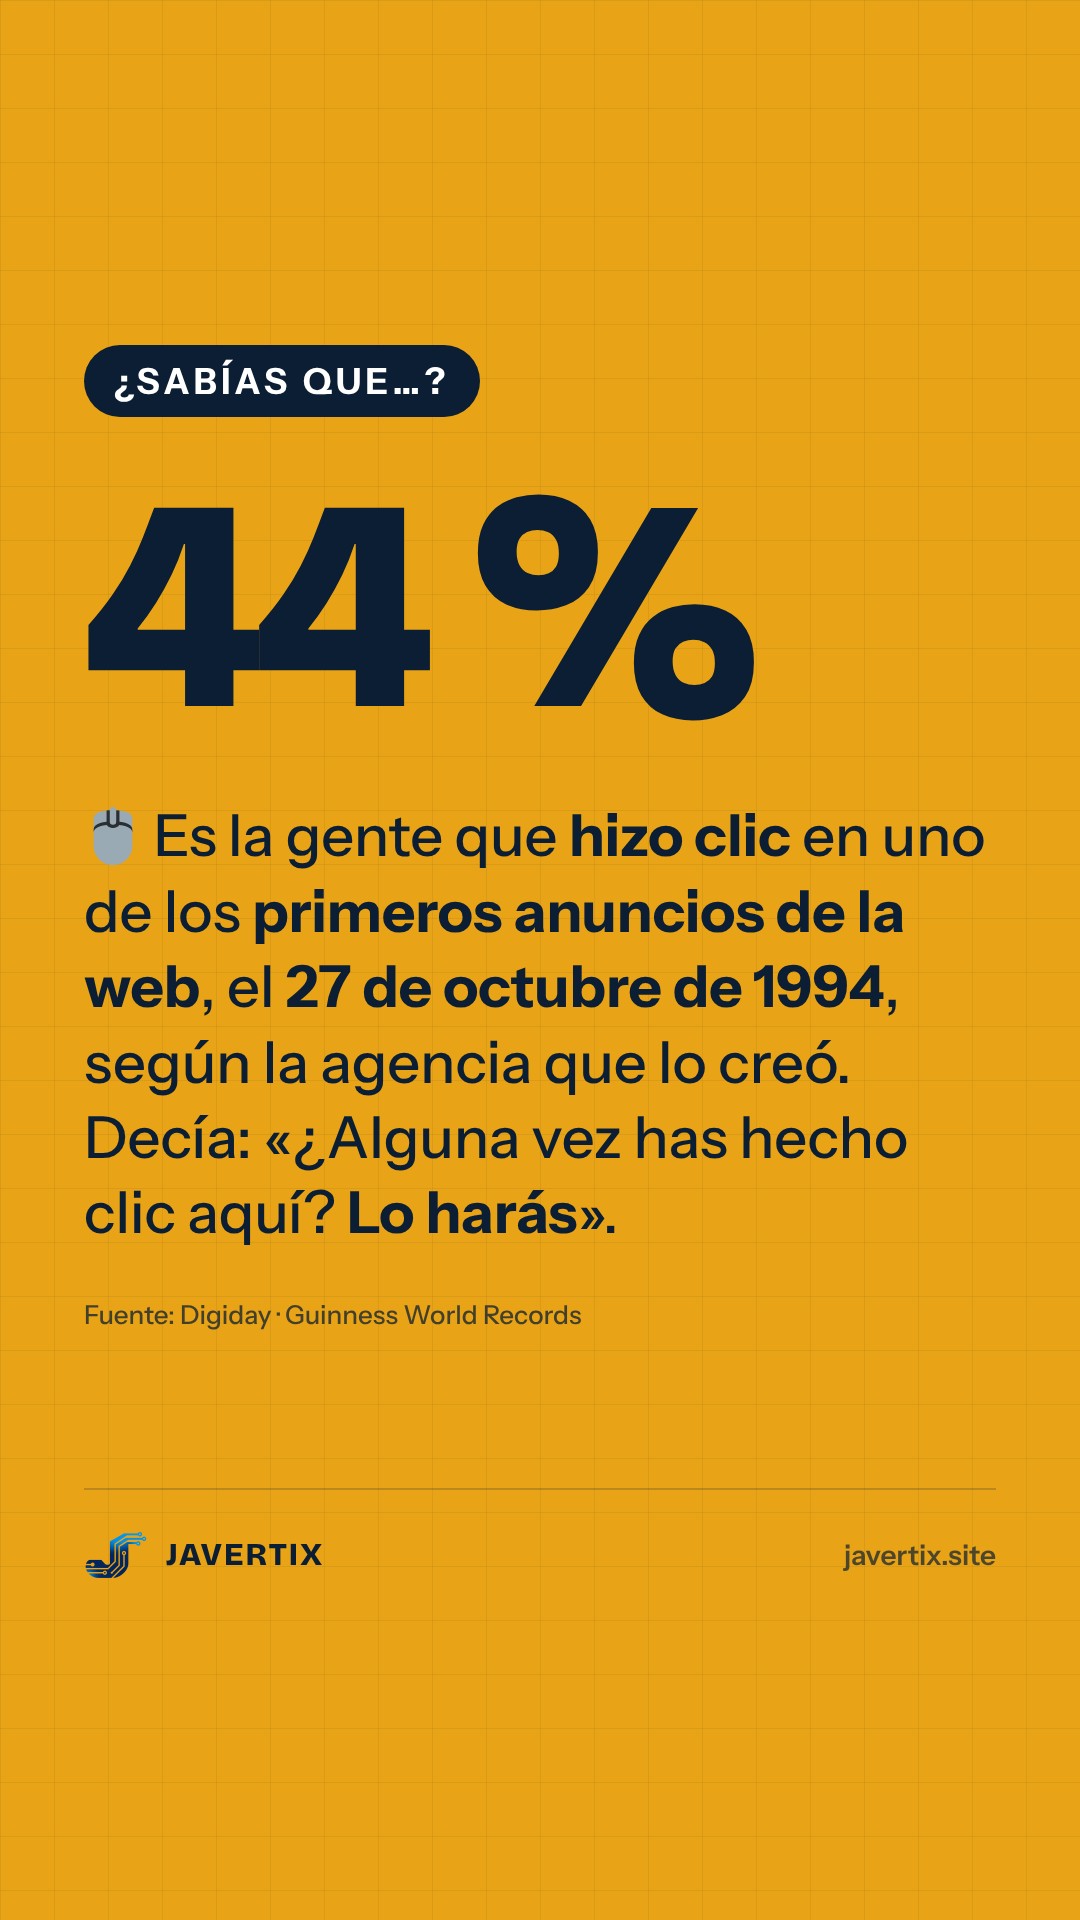 ¿SABÍAS QUE...?
44 %
Es la gente que hizo clic en uno
de los primeros anuncios de la
web, el 27 de octubre de 1994,
según la agencia que lo creó.
Decía: «¿Alguna vez has hecho
clic aquí? Lo harás».
Fuente: Digiday · Guinness World Records
JAVERTIX
javertix.site